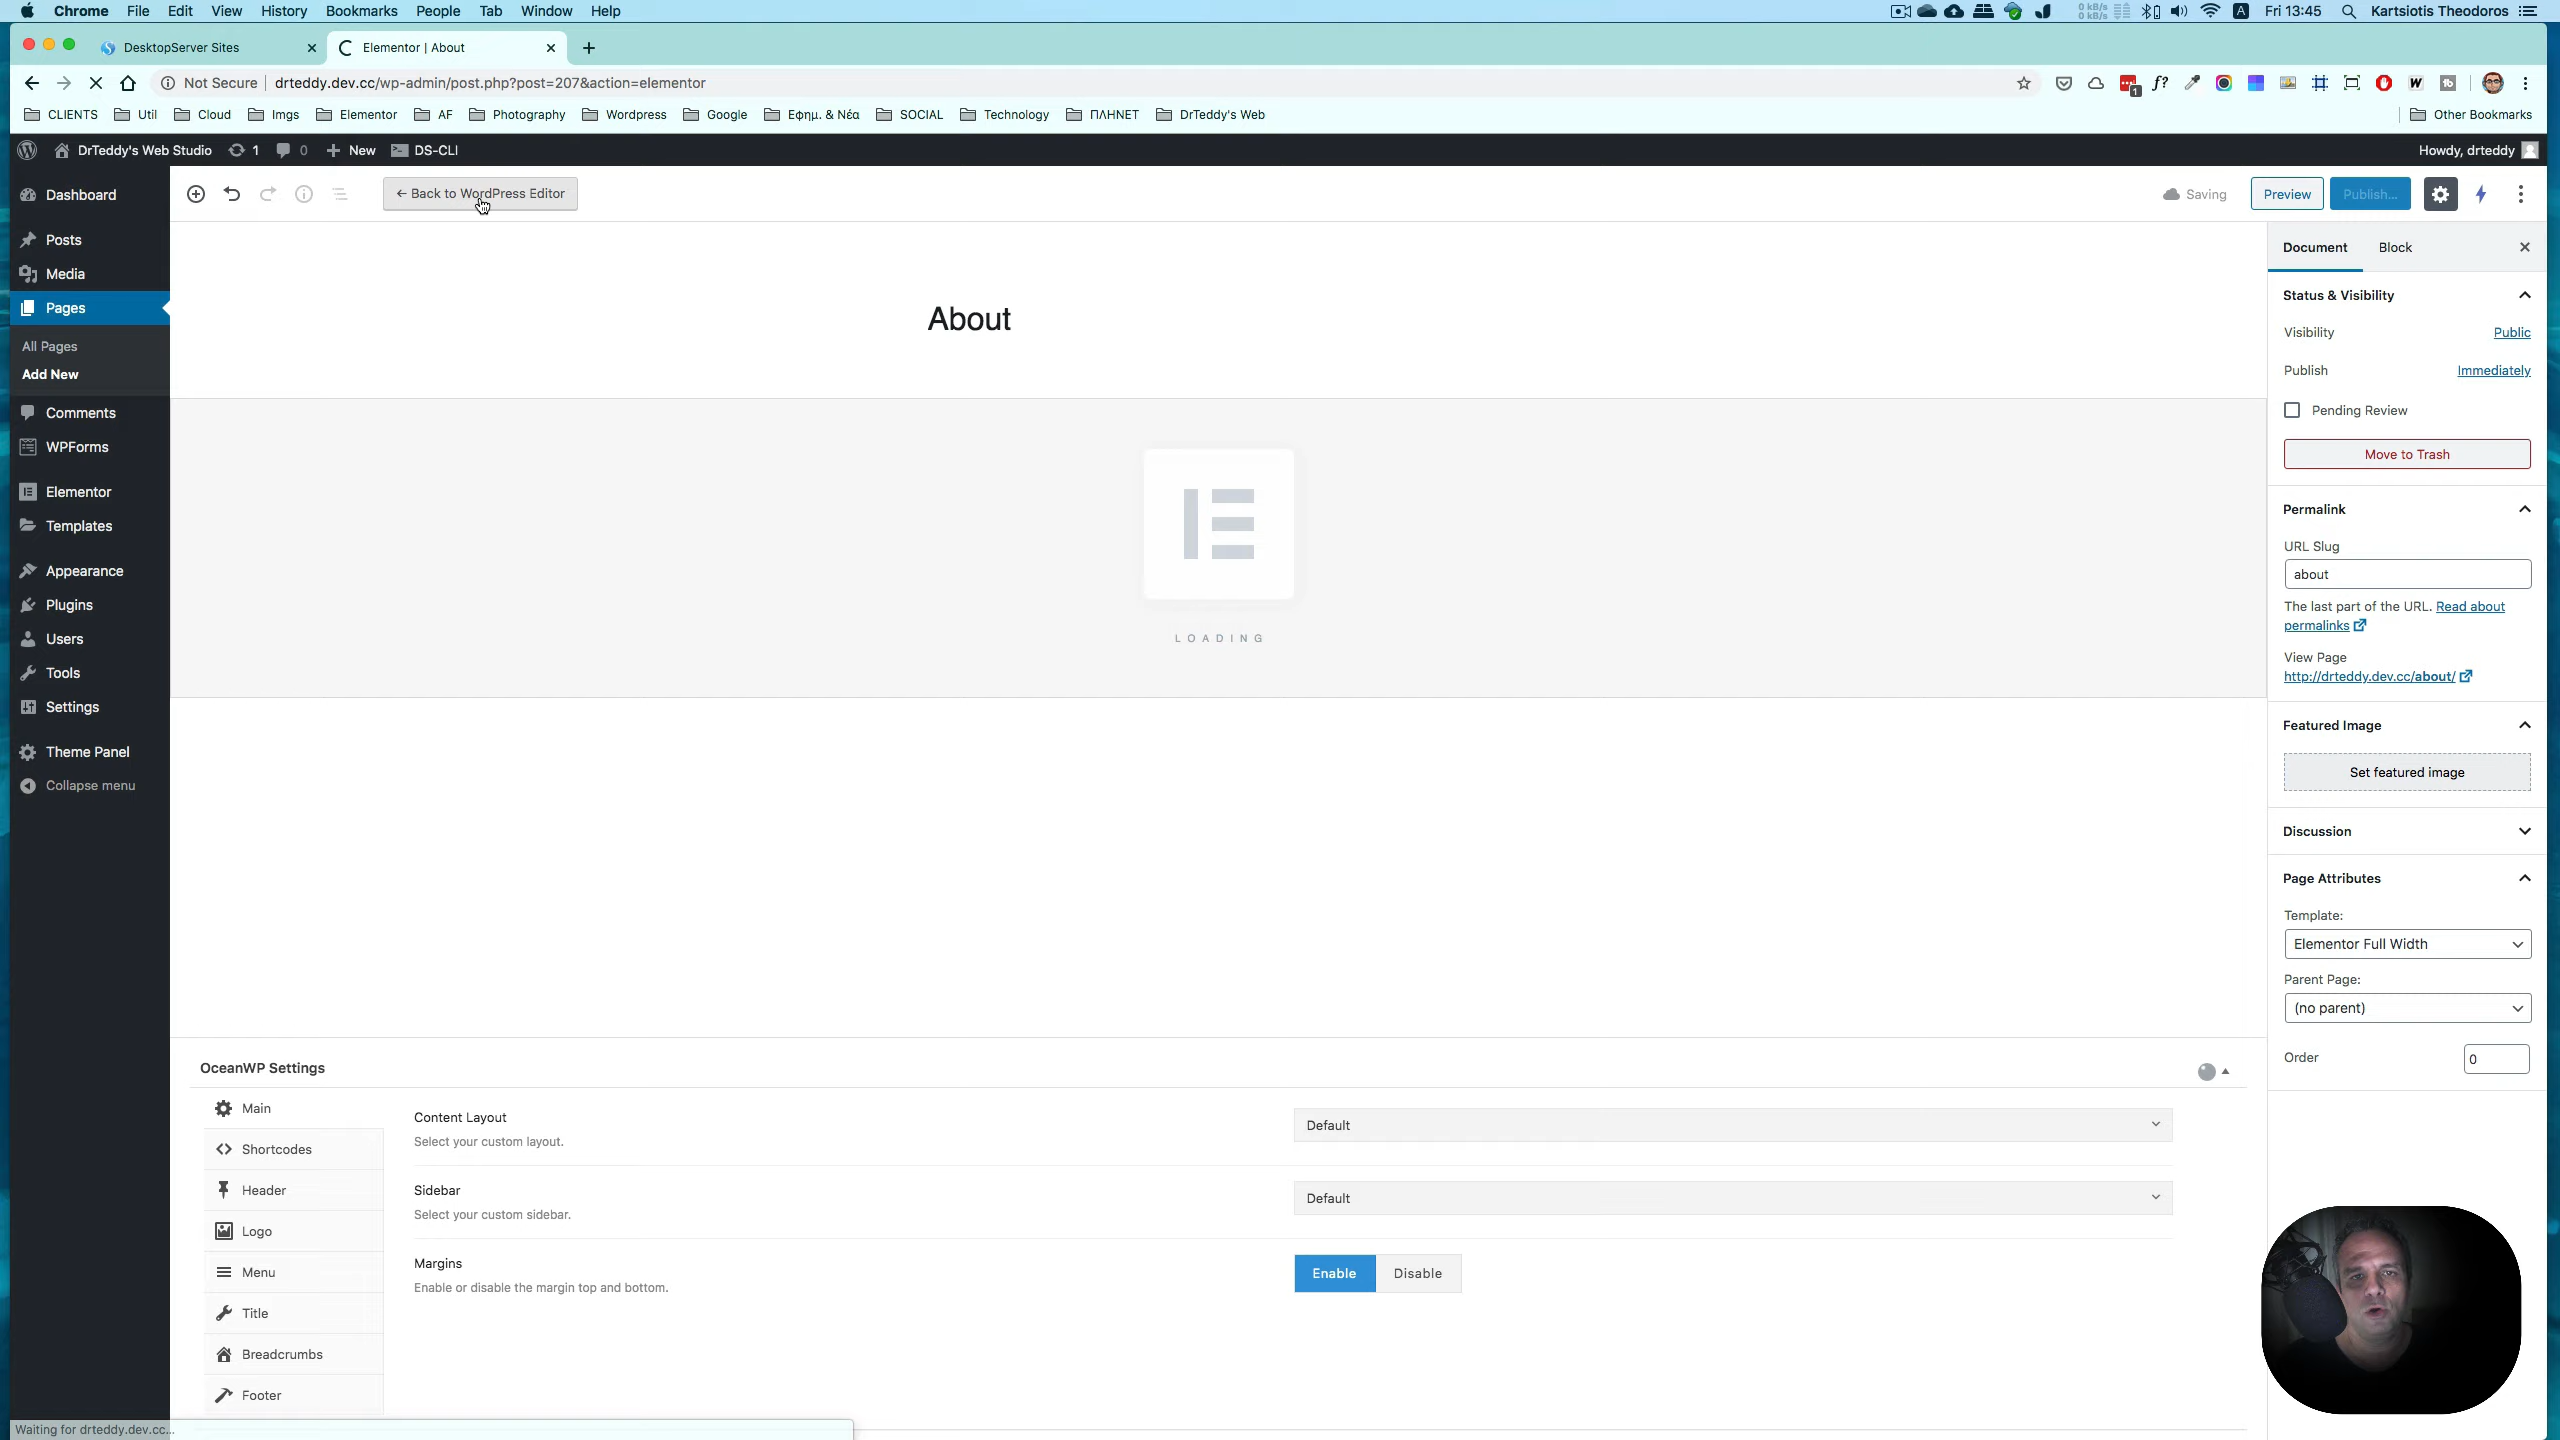 Chrome File Edit View History Bookmarks People Tab Window Help
A Fri 13:45 Kartsiotis Theodoros
DesktopServer Sites
Elementor | About
Not Secure drteddy.dev.cc/wp-admin/post.php?post=207&action=elementor
CLIENTS Util Cloud Imgs Elementor AF Photography Wordpress Google Εφημ. & Νέα SOCIAL Technology ΠΛΗΝΕΤ DrTeddy's Web Other Bookmarks
DrTeddy's Web Studio 1 0 New DS-CLI Howdy, drteddy
← Back to WordPress Editor
Saving Preview Publish...
Dashboard
Posts
Media
Pages
All Pages
Add New
Comments
WPForms
Elementor
Templates
Appearance
Plugins
Users
Tools
Settings
Theme Panel
Collapse menu
About
LOADING
OceanWP Settings
Main
Shortcodes
Header
Logo
Menu
Title
Breadcrumbs
Footer
Content Layout
Select your custom layout.
Default
Sidebar
Select your custom sidebar.
Default
Margins
Enable or disable the margin top and bottom.
Enable Disable
Document Block
Status & Visibility
Visibility Public
Publish Immediately
Pending Review
Move to Trash
Permalink
URL Slug
about
The last part of the URL. Read about
permalinks
View Page
http://drteddy.dev.cc/about/
Featured Image
Set featured image
Discussion
Page Attributes
Template:
Elementor Full Width
Parent Page:
(no parent)
Order 0
Waiting for drteddy.dev.cc...